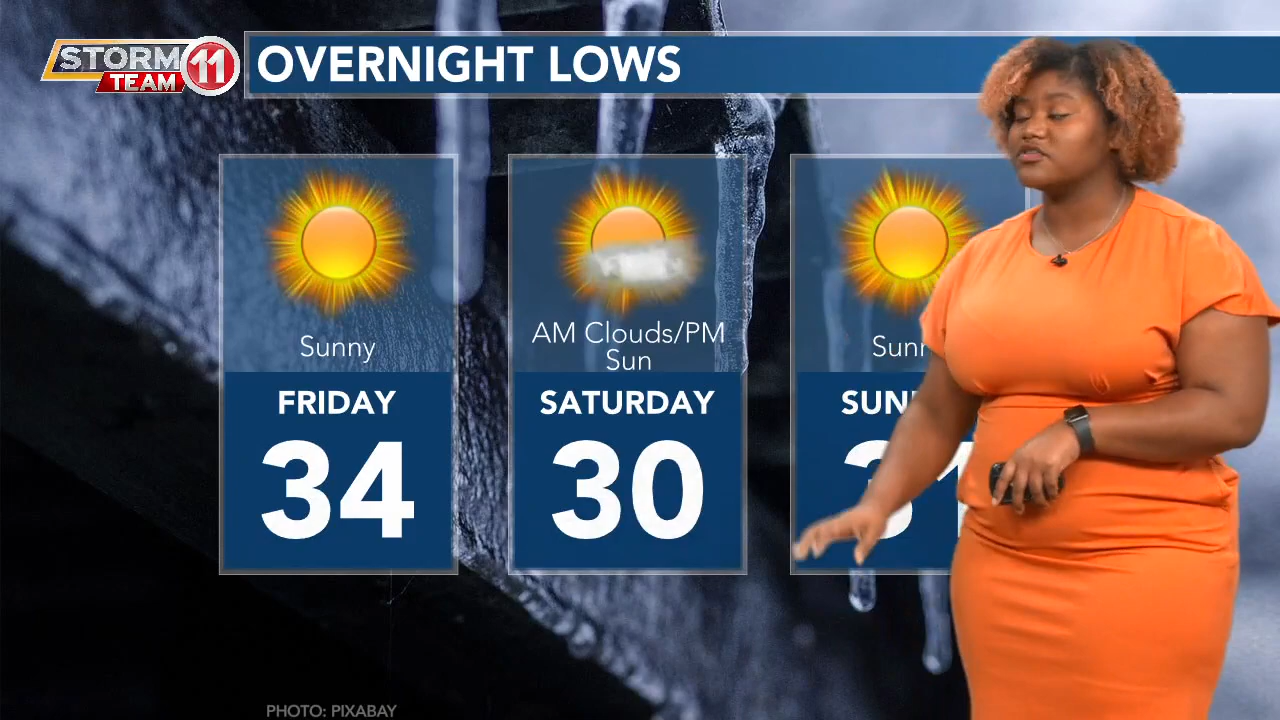 STORM
TEAM
11
OVERNIGHT LOWS
Sunny
FRIDAY
34
AM Clouds/PM
Sun
SATURDAY
30
PHOTO: PIXABAY